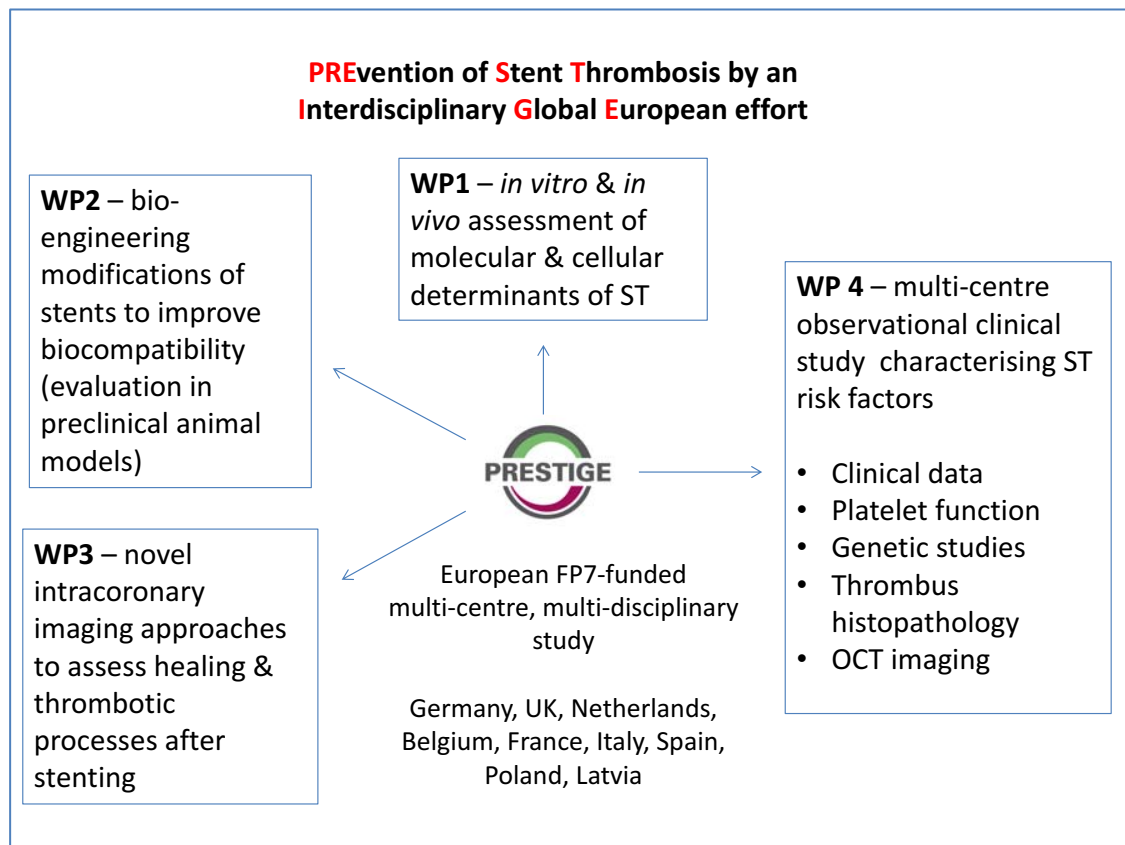 PREvention of Stent Thrombosis by an
Interdisciplinary Global European effort
WP1 – in vitro & in
vivo assessment of
molecular & cellular
determinants of ST
WP2 – bio-
engineering
modifications of
stents to improve
biocompatibility
(evaluation in
preclinical animal
models)
WP 4 – multi-centre
observational clinical
study characterising ST
risk factors
• Clinical data
• Platelet function
• Genetic studies
• Thrombus
histopathology
• OCT imaging
PRESTIGE
WP3 – novel
intracoronary
imaging approaches
to assess healing &
thrombotic
processes after
stenting
European FP7-funded
multi-centre, multi-disciplinary
study
Germany, UK, Netherlands,
Belgium, France, Italy, Spain,
Poland, Latvia